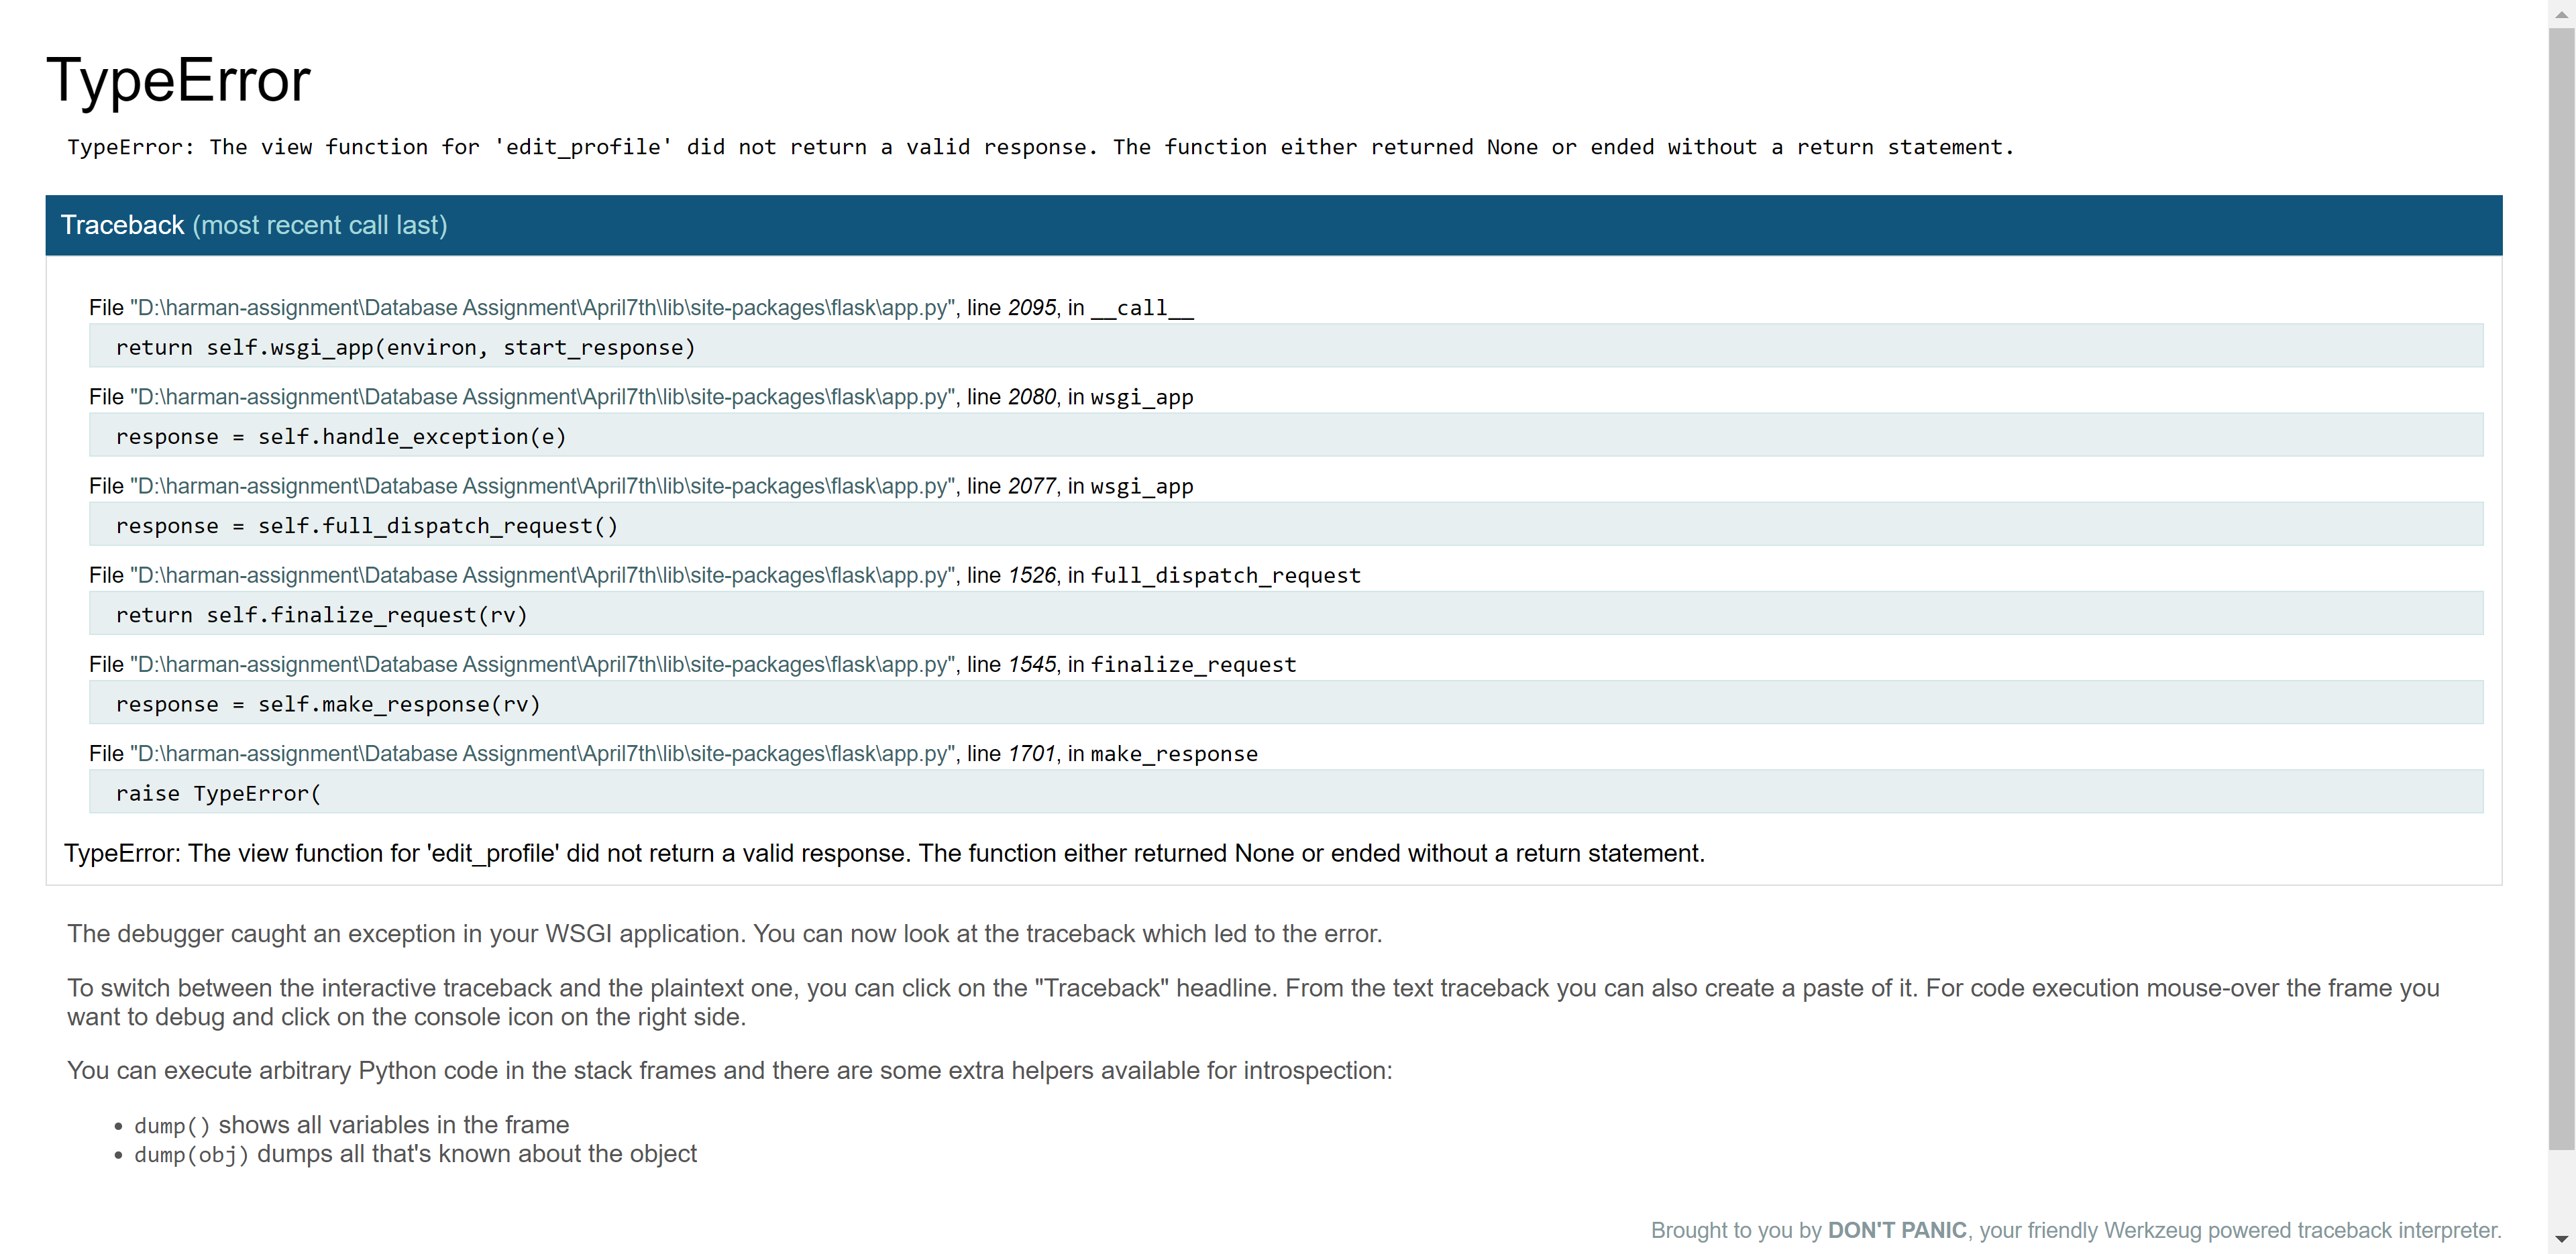 TypeError
TypeError: The view function for 'edit_profile' did not return a valid response. The function either returned None or ended without a return statement.
Traceback (most recent call last)
File "D:\harman-assignment\Database Assignment\April7th\lib\site-packages\flask\app.py", line 2095, in __call__
return self.wsgi_app(environ, start_response)
File "D:\harman-assignment\Database Assignment\April7th\lib\site-packages\flask\app.py", line 2080, in wsgi_app
response = self.handle_exception(e)
File "D:\harman-assignment\Database Assignment\April7th\lib\site-packages\flask\app.py", line 2077, in wsgi_app
response = self.full_dispatch_request()
File "D:\harman-assignment\Database Assignment\April7th\lib\site-packages\flask\app.py", line 1526, in full_dispatch_request
return self.finalize_request(rv)
File "D:\harman-assignment\Database Assignment\April7th\lib\site-packages\flask\app.py", line 1545, in finalize_request
response = self.make_response(rv)
File "D:\harman-assignment\Database Assignment\April7th\lib\site-packages\flask\app.py", line 1701, in make_response
raise TypeError(
TypeError: The view function for 'edit_profile' did not return a valid response. The function either returned None or ended without a return statement.
The debugger caught an exception in your WSGI application. You can now look at the traceback which led to the error.
To switch between the interactive traceback and the plaintext one, you can click on the "Traceback" headline. From the text traceback you can also create a paste of it. For code execution mouse-over the frame you
want to debug and click on the console icon on the right side.
You can execute arbitrary Python code in the stack frames and there are some extra helpers available for introspection:
• dump() shows all variables in the frame
• dump(obj) dumps all that's known about the object
Brought to you by DON'T PANIC, your friendly Werkzeug powered traceback interpreter.